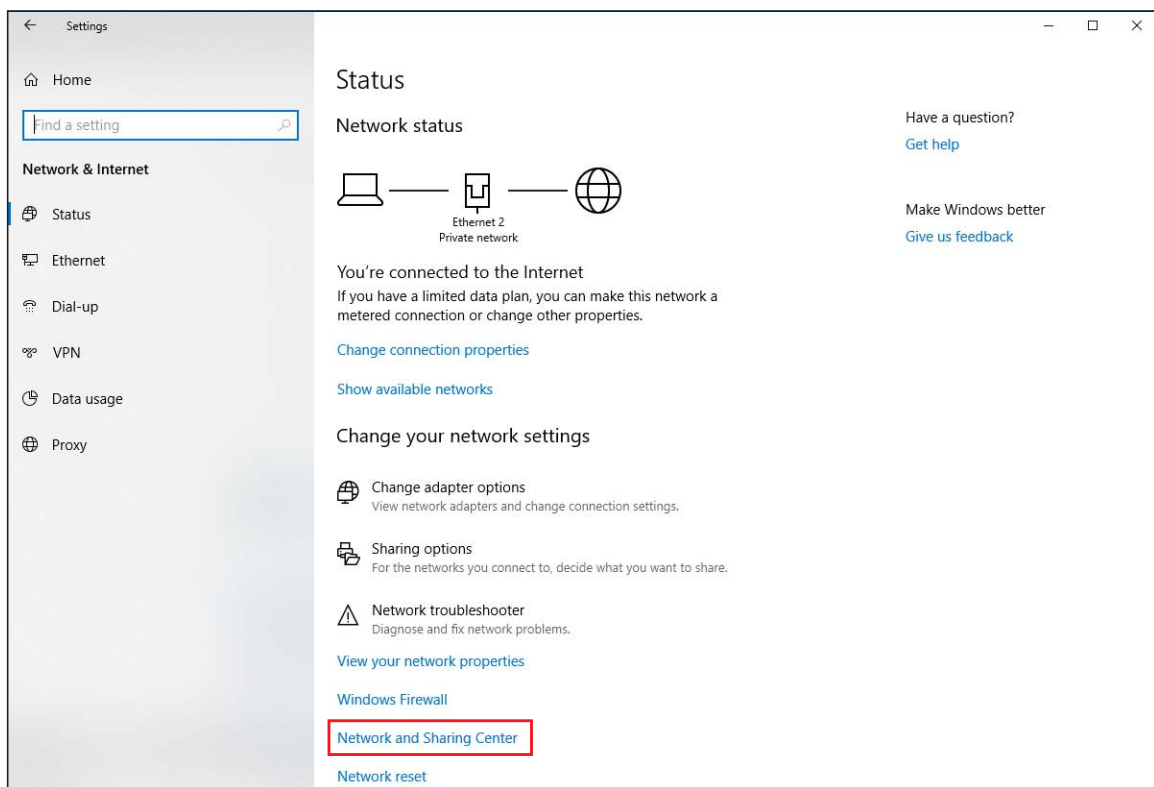 Settings
Home
Find a setting
Network & Internet
Status
Ethernet
Dial-up
VPN
Data usage
Proxy
Status
Network status
Ethernet 2
Private network
You're connected to the Internet
If you have a limited data plan, you can make this network a
metered connection or change other properties.
Change connection properties
Show available networks
Change your network settings
Change adapter options
View network adapters and change connection settings.
Sharing options
For the networks you connect to, decide what you want to share.
Network troubleshooter
Diagnose and fix network problems.
View your network properties
Windows Firewall
Network and Sharing Center
Network reset
Have a question?
Get help
Make Windows better
Give us feedback